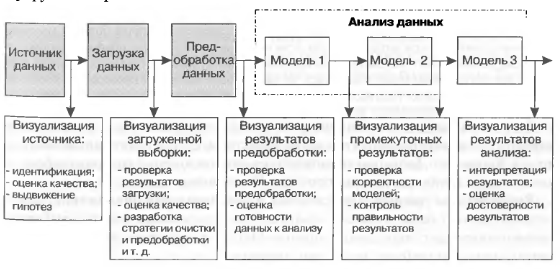 Анализ данных
Источник
данных
Загрузка
данных
Пред-
обработка
данных
Модель 1
Модель 2
Модель 3
Визуализация
источника:
- идентификация;
- оценка качества;
- выдвижение
гипотез
Визуализация
загруженной
выборки:
- проверка
результатов
загрузки;
- оценка качества;
- разработка
стратегии очистки
и предобработки
и т. д.
Визуализация
результатов
предобработки:
- проверка
результатов
предобработки;
- оценка
готовности
данных к анализу
Визуализация
промежуточных
результатов:
- проверка
корректности
моделей;
- контроль
правильности
результатов
Визуализация
результатов
анализа:
- интерпретация
результатов;
- оценка
достоверности
результатов